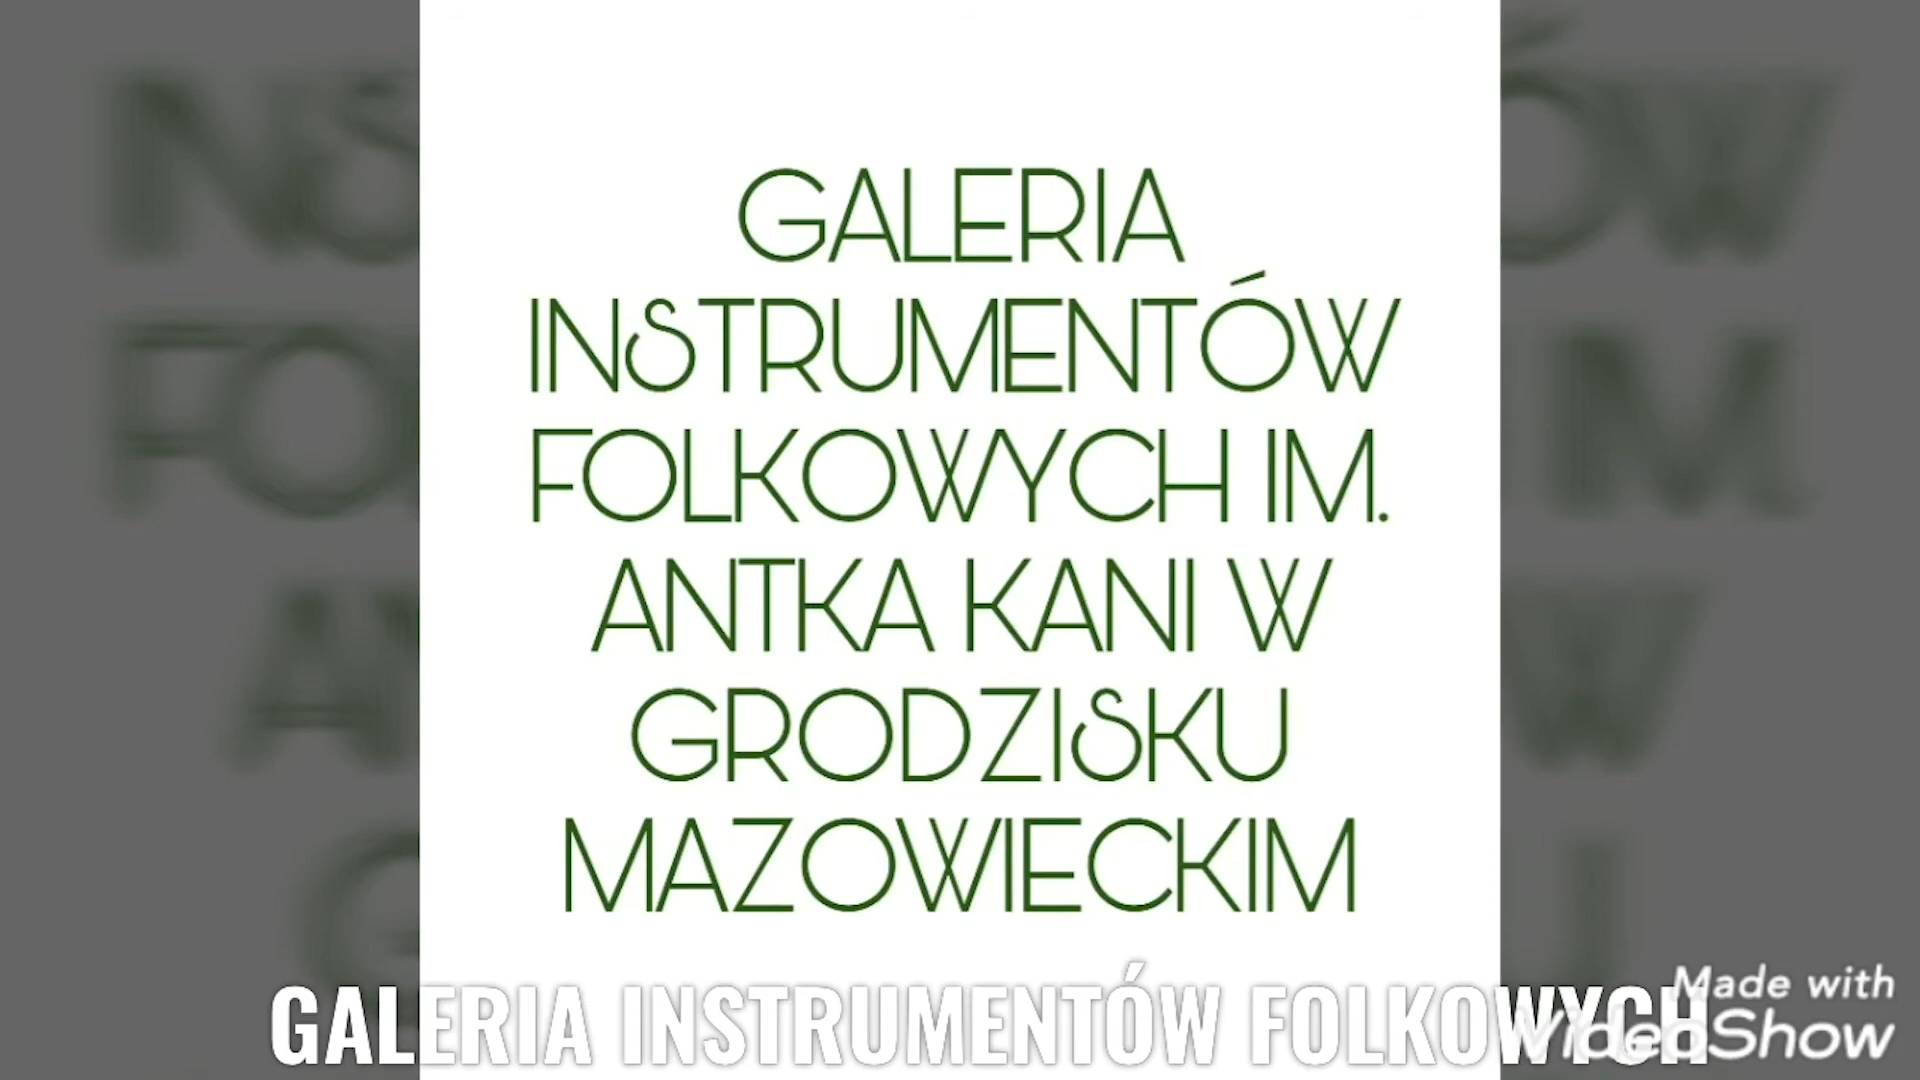 GALERIA
INSTRUMENTÓW
FOLKOWYCH IM.
ANTKA KANI W
GRODZISKU
MAZOWIECKIM
GALERIA INSTRUMENTÓW FOLKOWYCH
Made with
VideoShow